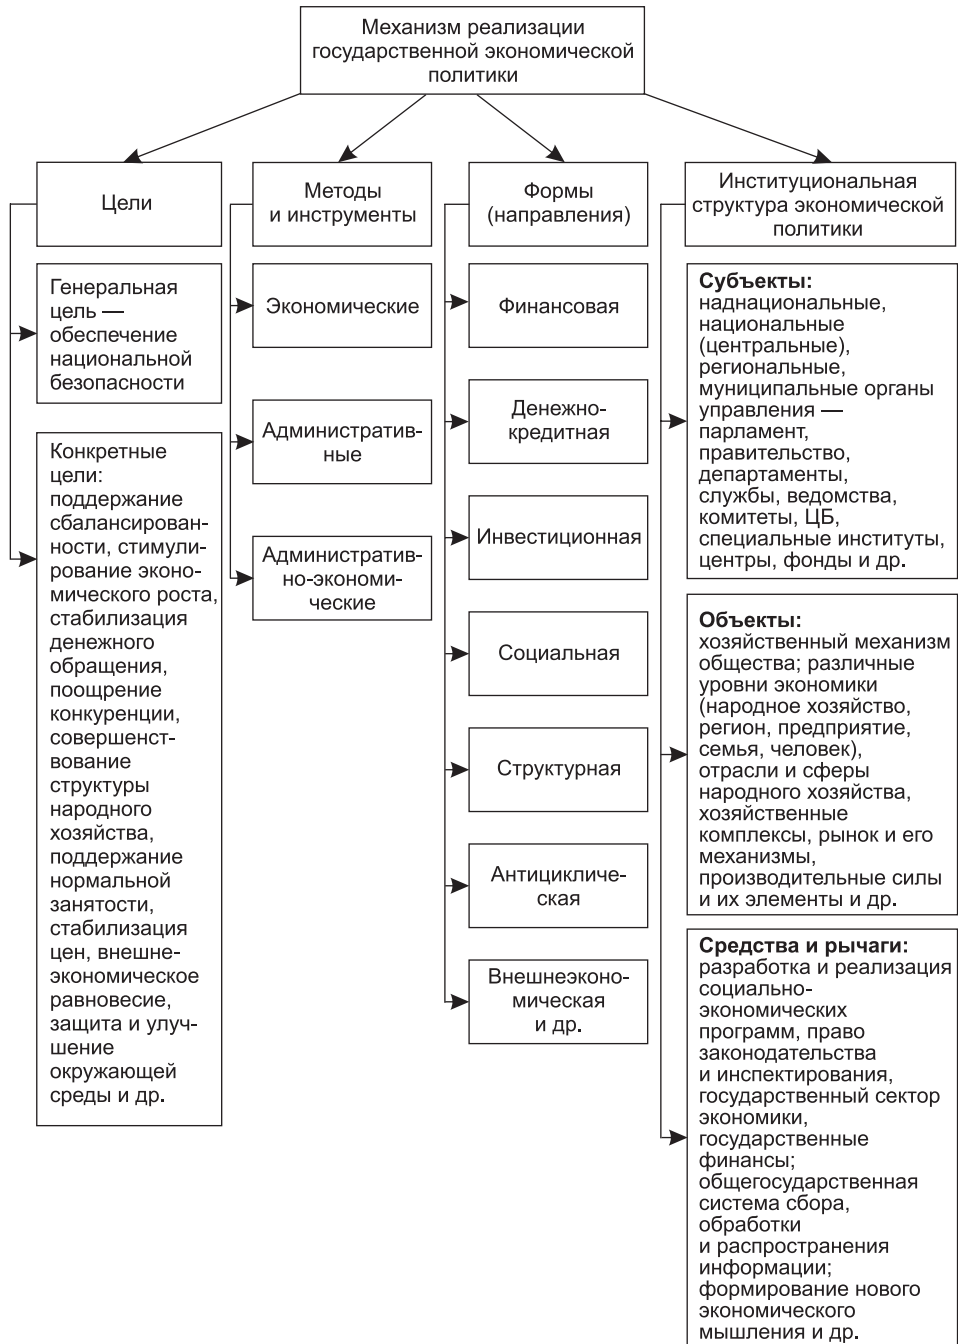 Механизм реализации
государственной экономической
политики
Цели
Генеральная
цель —
обеспечение
национальной
безопасности
Конкретные
цели:
поддержание
сбалансирован-
ности, стимули-
рование эконо-
мического роста,
стабилизация
денежного
обращения,
поощрение
конкуренции,
совершенст-
вование
структуры
народного
хозяйства,
поддержание
нормальной
занятости,
стабилизация
цен, внешне-
экономическое
равновесие,
защита и улуч-
шение
окружающей
среды и др.
Методы
и инструменты
Экономические
Административ-
ные
Административ-
но-экономи-
ческие
Формы
(направления)
Финансовая
Денежно-
кредитная
Инвестиционная
Социальная
Структурная
Антицикличе-
ская
Внешнеэконо-
мическая
и др.
Институциональная
структура экономической
политики
Субъекты:
наднациональные,
национальные
(центральные),
региональные,
муниципальные органы
управления —
парламент,
правительство,
департаменты,
службы, ведомства,
комитеты, ЦБ,
специальные институты,
центры, фонды и др.
Объекты:
хозяйственный механизм
общества; различные
уровни экономики
(народное хозяйство,
регион, предприятие,
семья, человек),
отрасли и сферы
народного хозяйства,
хозяйственные
комплексы, рынок и его
механизмы,
производительные силы
и их элементы и др.
Средства и рычаги:
разработка и реализация
социально-
экономических
программ, право
законодательства
и инспектирования,
государственный сектор
экономики,
государственные
финансы;
общегосударственная
система сбора,
обработки
и распространения
информации;
формирование нового
экономического
мышления и др.